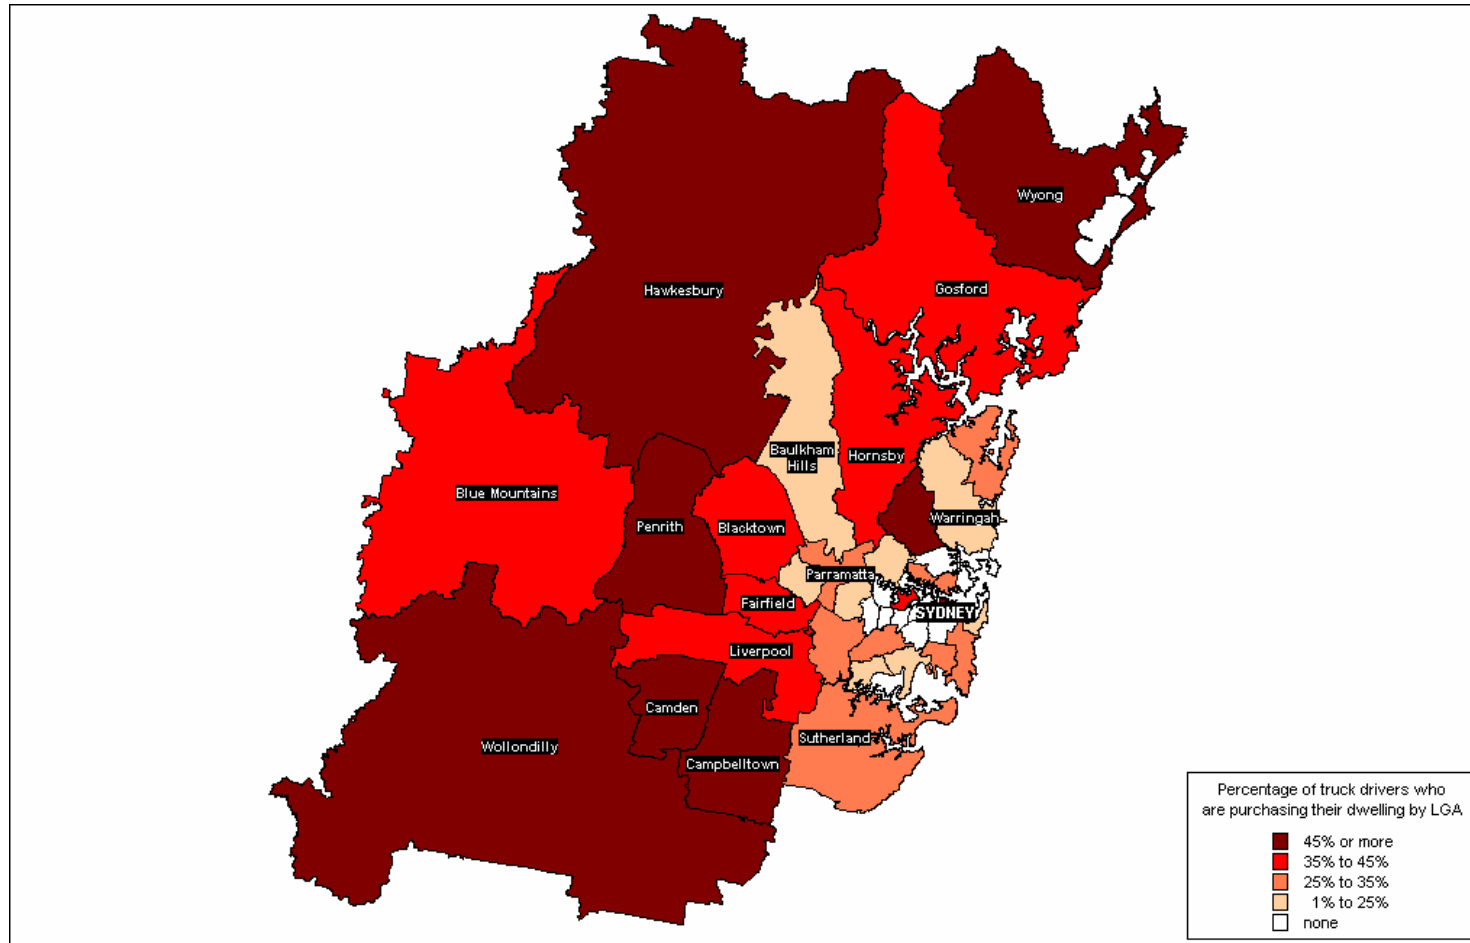 Wyong
Hawkesbury
Gosford
Baulkham
Hills
Hornsby
Blue Mountains
Penrith
Blacktown
Warringah
Parramatta
Fairfield
SYDNEY
Liverpool
Camden
Wollondilly
Sutherland
Campbelltown
Percentage of truck drivers who
are purchasing their dwelling by LGA
45% or more
35% to 45%
25% to 35%
1% to 25%
none